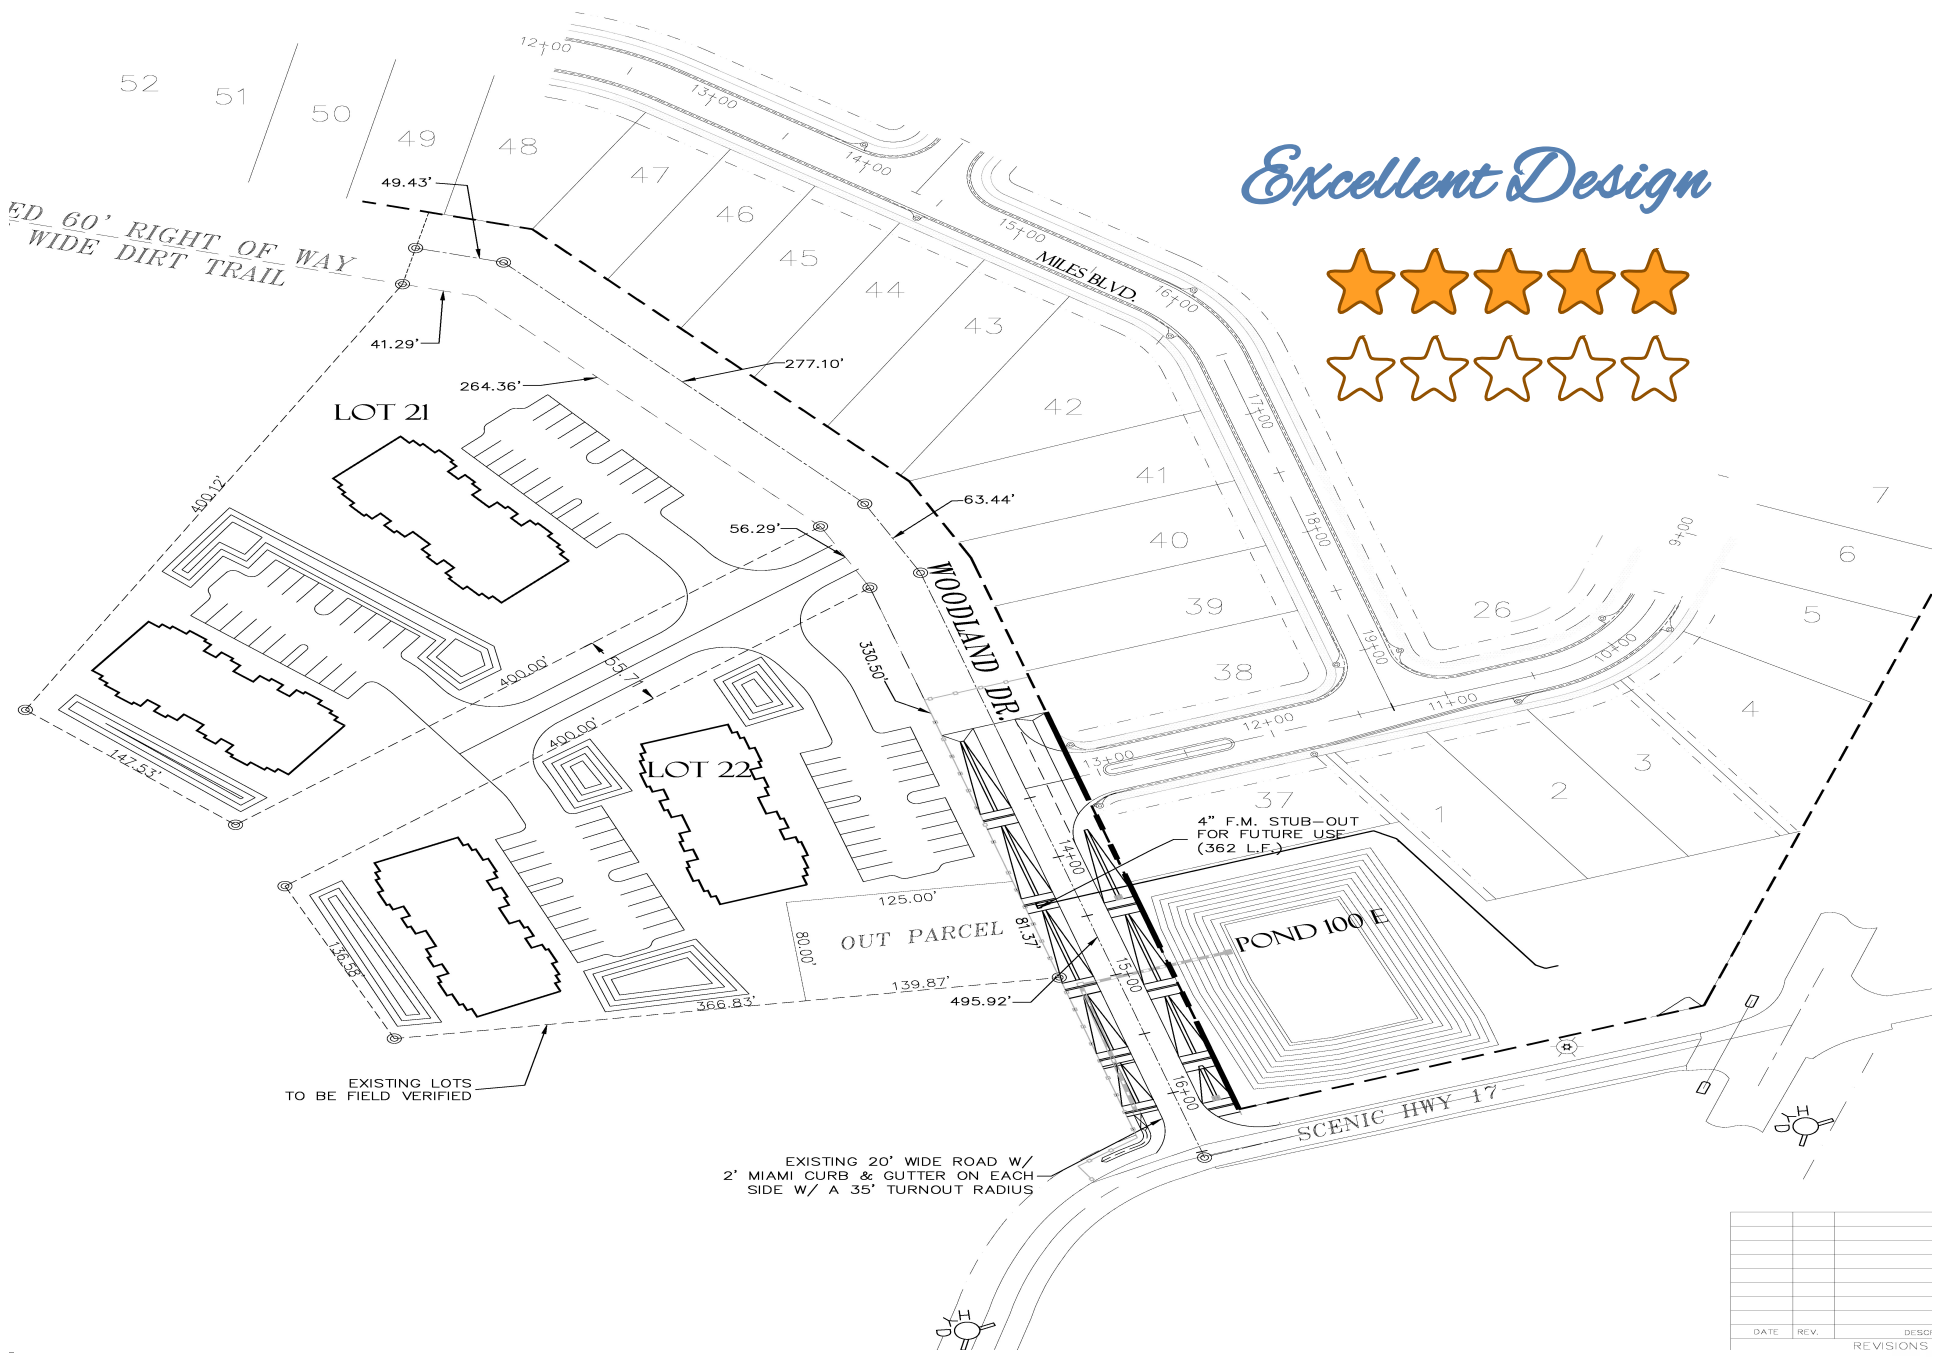 12+00
52
51
50
49
48
47
46
45
44
43
42
41
40
39
38
37
13+00
14+00
15+00
MILES BLVD.
16+00
17+00
18+00
19+00
Excellent Design
49.43'
ED 60' RIGHT OF WAY
WIDE DIRT TRAIL
41.29'
277.10'
264.36'
LOT 21
400.12'
63.44'
56.29'
WOODLAND DR.
330.50'
65.71'
400.00'
400.00'
147.53'
LOT 22
26
9+00
7
6
5
4
3
2
1
10+00
11+00
12+00
13+00
4" F.M. STUB-OUT
FOR FUTURE USE
(362 L.F.)
14+00
125.00'
OUT PARCEL
80.00'
81.37'
139.87'
POND 100 E
15+00
495.92'
136.58'
366.83'
EXISTING LOTS
TO BE FIELD VERIFIED
16+00
SCENIC HWY 17
EXISTING 20' WIDE ROAD W/
2' MIAMI CURB & GUTTER ON EACH
SIDE W/ A 35' TURNOUT RADIUS
HYD
HYD
DATE REV. DESC
REVISIONS